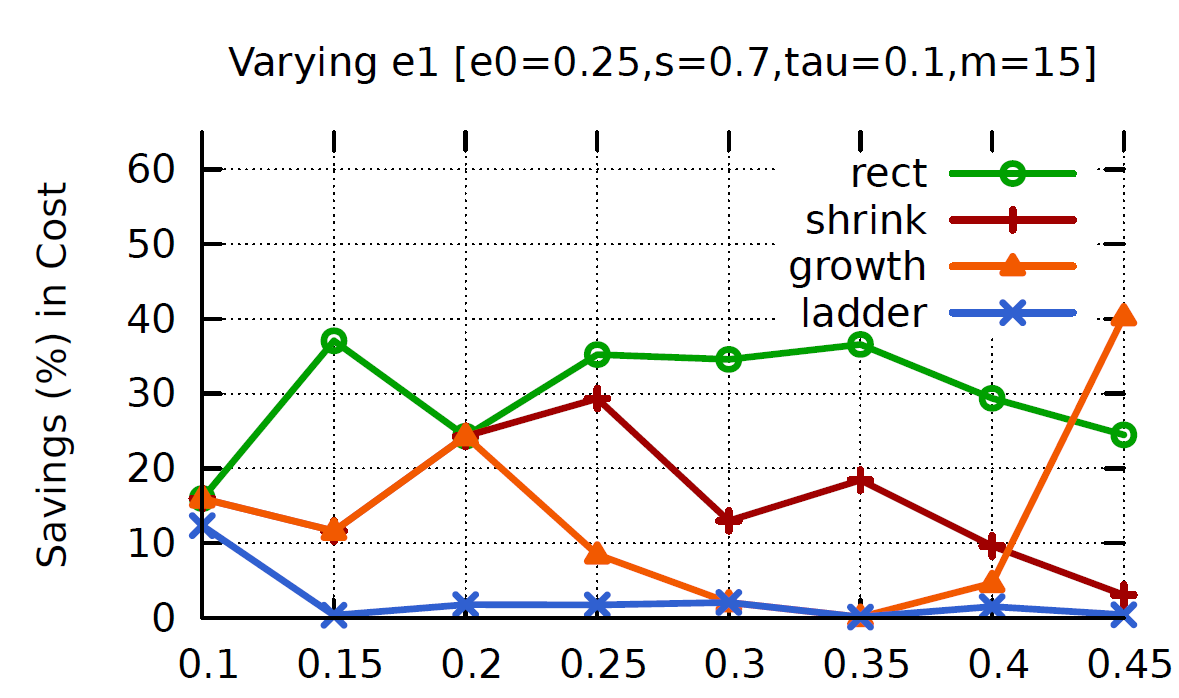 Varying e1 [e0=0.25,s=0.7,tau=0.1,m=15]
Savings (%) in Cost
60
50
40
30
20
10
0
rect
shrink
growth
ladder
0.1 0.15 0.2 0.25 0.3 0.35 0.4 0.45